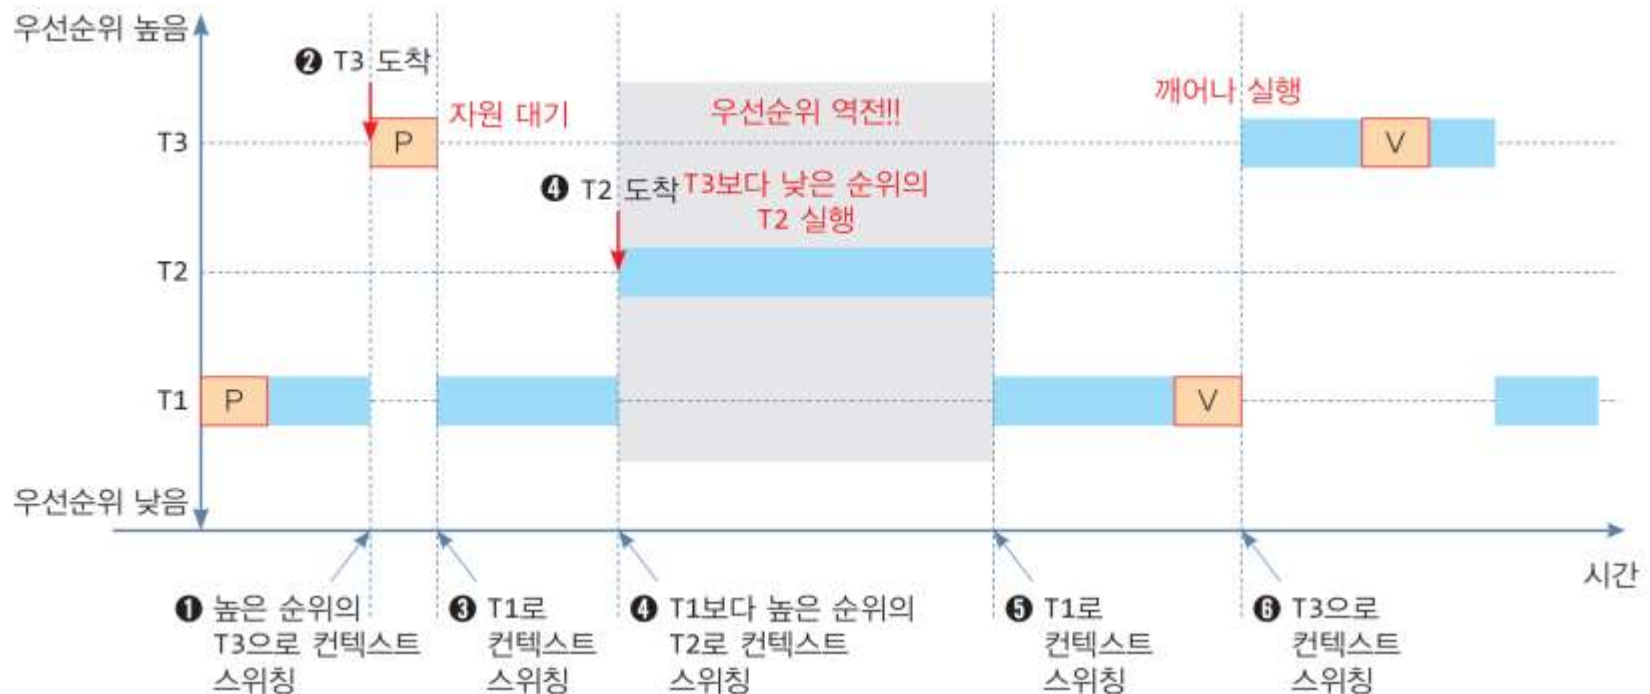 우선순위 높음
❷ T3 도착
자원 대기
우선순위 역전!!
깨어나 실행
T3
P
V
❹ T2 도착
T3보다 낮은 순위의
T2 실행
T2
T1
P
V
우선순위 낮음
시간
❶ 높은 순위의
T3으로 컨텍스트
스위칭
❸ T1로
컨텍스트
스위칭
❹ T1보다 높은 순위의
T2로 컨텍스트
스위칭
❺ T1로
컨텍스트
스위칭
❻ T3으로
컨텍스트
스위칭